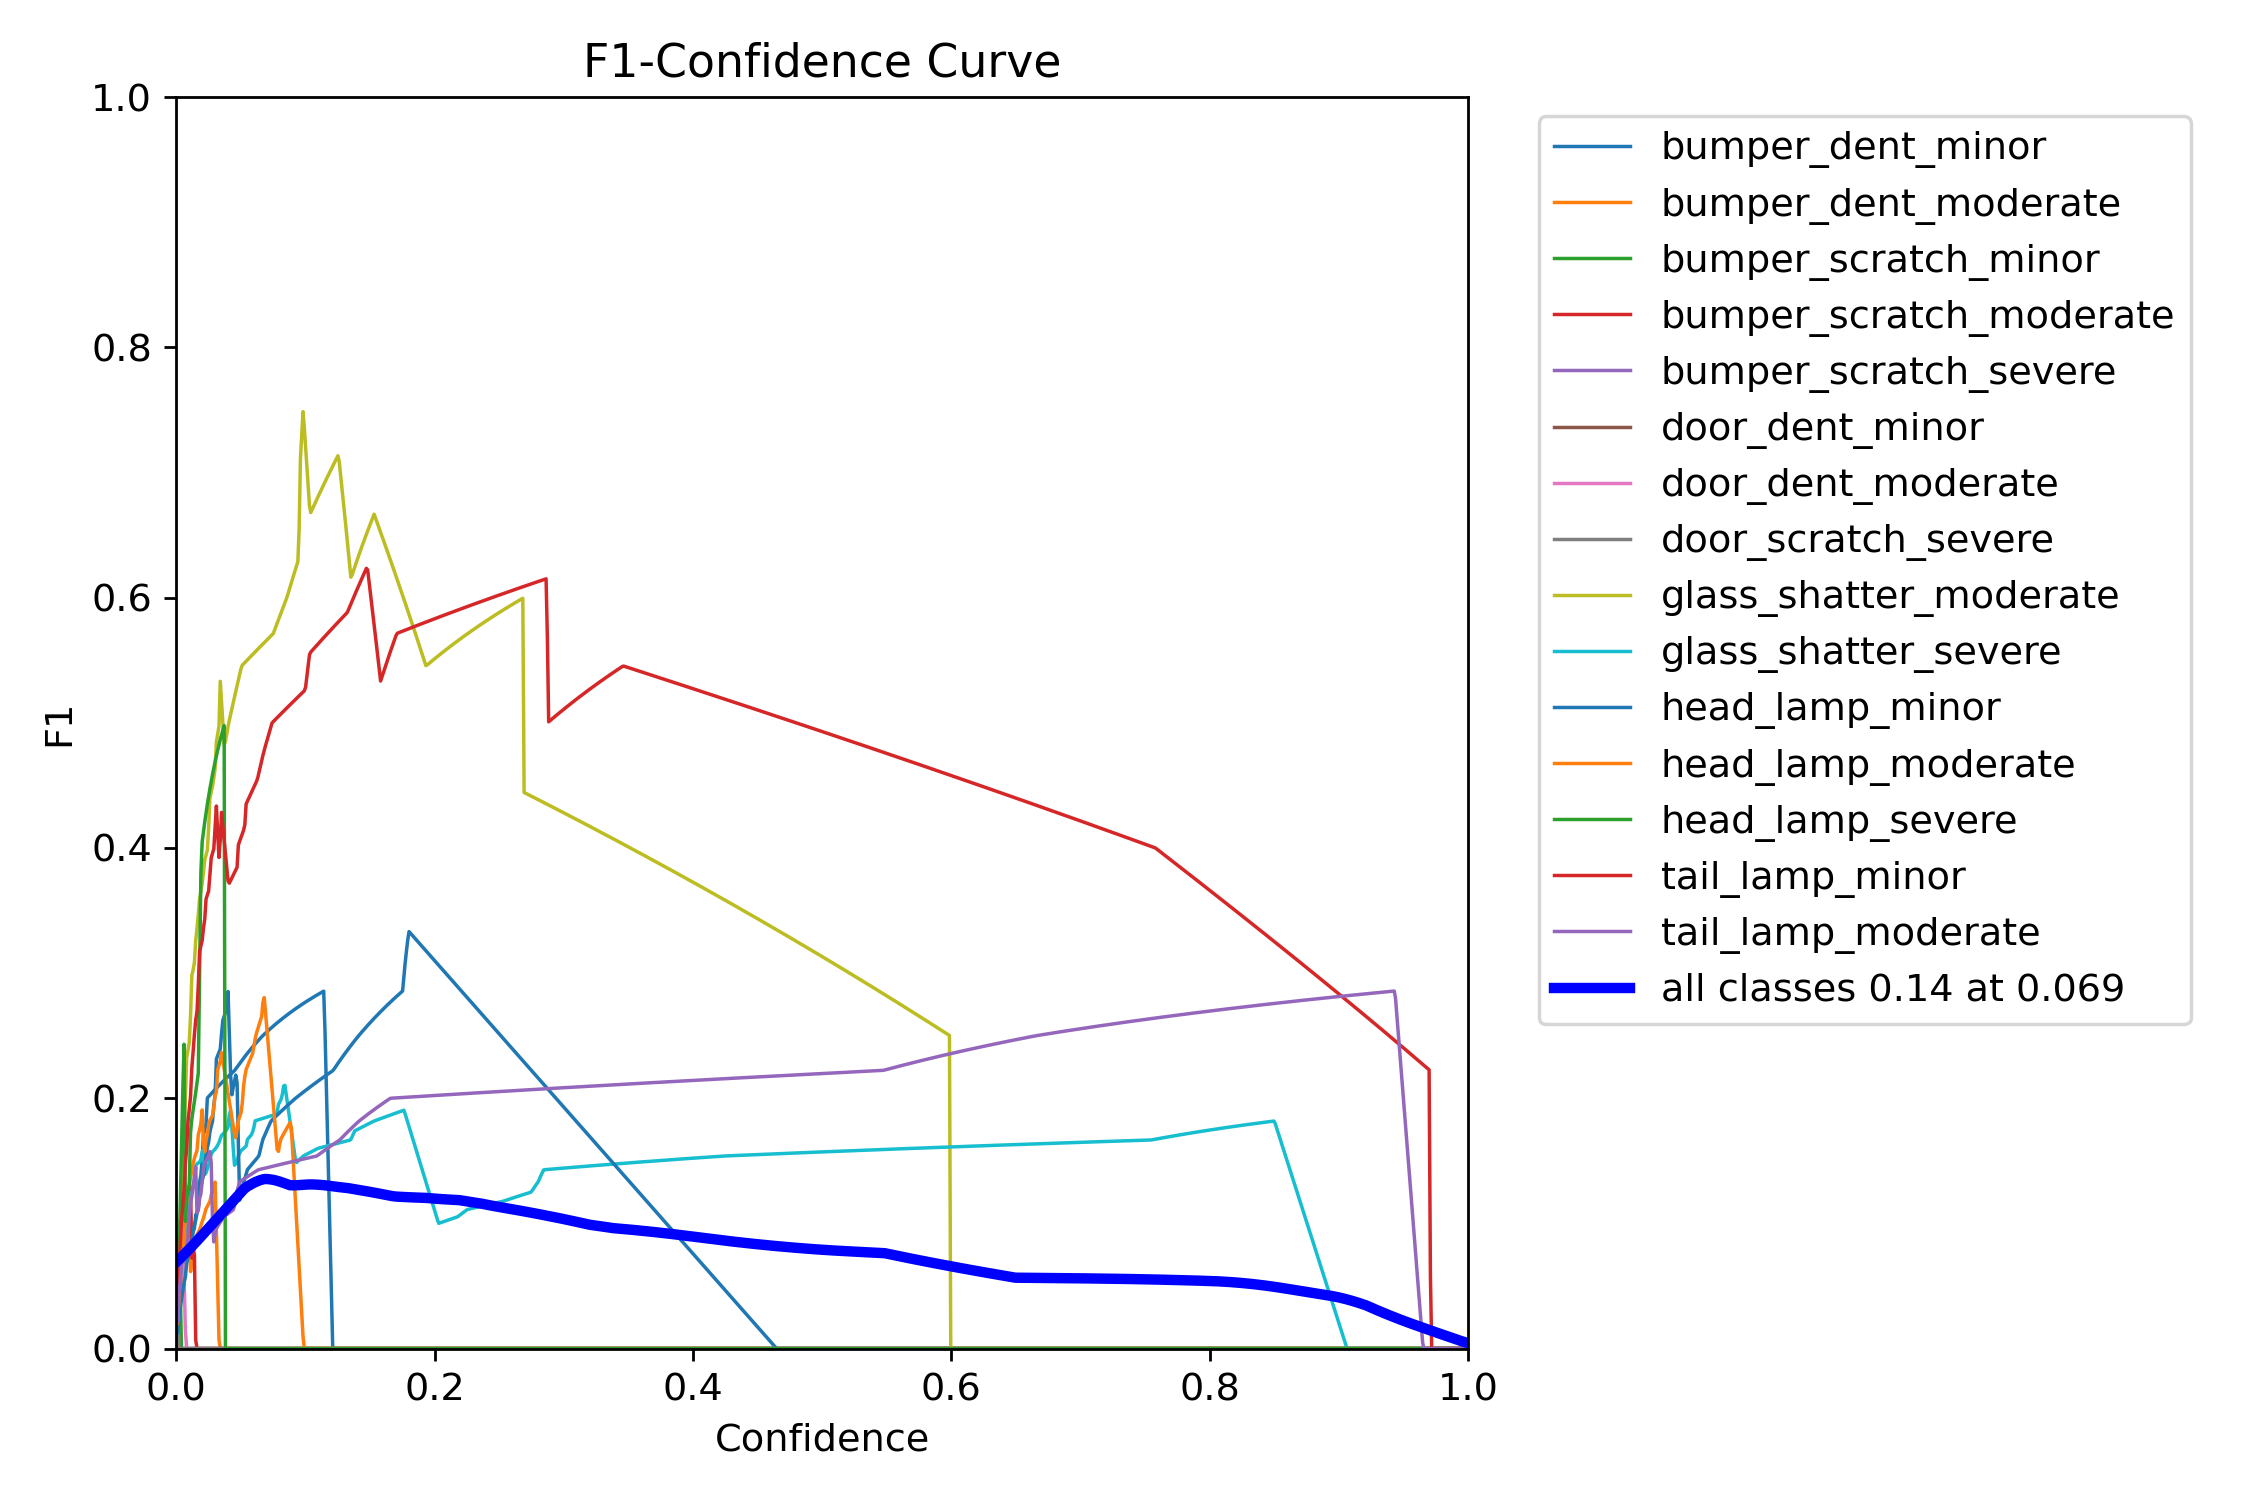 F1-Confidence Curve
1.0
0.8
0.6
0.4
0.2
0.0
F1
0.0 0.2 0.4 0.6 0.8 1.0
Confidence
bumper_dent_minor
bumper_dent_moderate
bumper_scratch_minor
bumper_scratch_moderate
bumper_scratch_severe
door_dent_minor
door_dent_moderate
door_scratch_severe
glass_shatter_moderate
glass_shatter_severe
head_lamp_minor
head_lamp_moderate
head_lamp_severe
tail_lamp_minor
tail_lamp_moderate
all classes 0.14 at 0.069